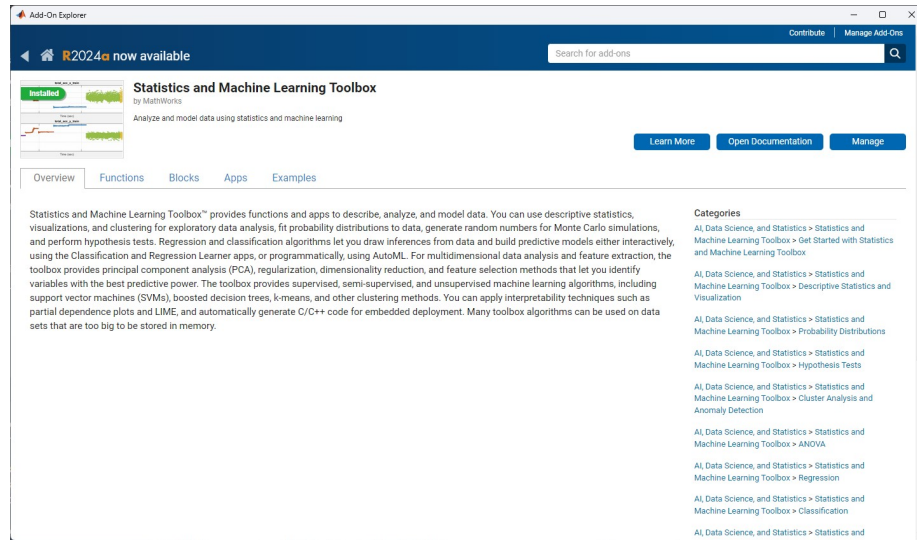 Add-On Explorer
Contribute | Manage Add-Ons
R2024a now available
Search for add-ons
Installed
Statistics and Machine Learning Toolbox
by MathWorks
Analyze and model data using statistics and machine learning
Learn More
Open Documentation
Manage
Overview
Functions
Blocks
Apps
Examples
Statistics and Machine Learning Toolbox™ provides functions and apps to describe, analyze, and model data. You can use descriptive statistics,
visualizations, and clustering for exploratory data analysis, fit probability distributions to data, generate random numbers for Monte Carlo simulations,
and perform hypothesis tests. Regression and classification algorithms let you draw inferences from data and build predictive models either interactively,
using the Classification and Regression Learner apps, or programmatically, using AutoML. For multidimensional data analysis and feature extraction, the
toolbox provides principal component analysis (PCA), regularization, dimensionality reduction, and feature selection methods that let you identify
variables with the best predictive power. The toolbox provides supervised, semi-supervised, and unsupervised machine learning algorithms, including
support vector machines (SVMs), boosted decision trees, k-means, and other clustering methods. You can apply interpretability techniques such as
partial dependence plots and LIME, and automatically generate C/C++ code for embedded deployment. Many toolbox algorithms can be used on data
sets that are too big to be stored in memory.
Categories
AI, Data Science, and Statistics > Statistics and
Machine Learning Toolbox > Get Started with Statistics
and Machine Learning Toolbox
AI, Data Science, and Statistics > Statistics and
Machine Learning Toolbox > Descriptive Statistics and
Visualization
AI, Data Science, and Statistics > Statistics and
Machine Learning Toolbox > Probability Distributions
AI, Data Science, and Statistics > Statistics and
Machine Learning Toolbox > Hypothesis Tests
AI, Data Science, and Statistics > Statistics and
Machine Learning Toolbox > Cluster Analysis and
Anomaly Detection
AI, Data Science, and Statistics > Statistics and
Machine Learning Toolbox > ANOVA
AI, Data Science, and Statistics > Statistics and
Machine Learning Toolbox > Regression
AI, Data Science, and Statistics > Statistics and
Machine Learning Toolbox > Classification
AI, Data Science, and Statistics > Statistics and